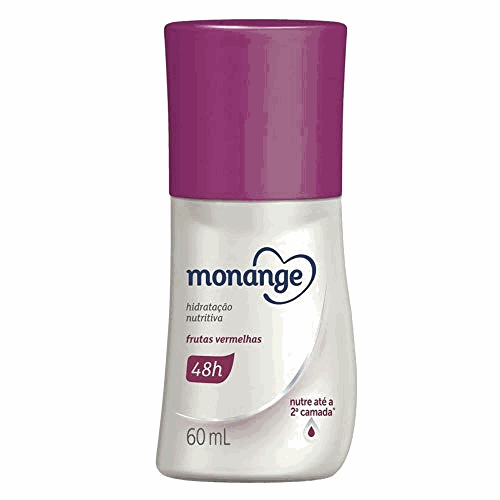 monange
hidratação
nutritiva
frutas vermelhas
48h
nutre até a
2ª camada*
60 mL